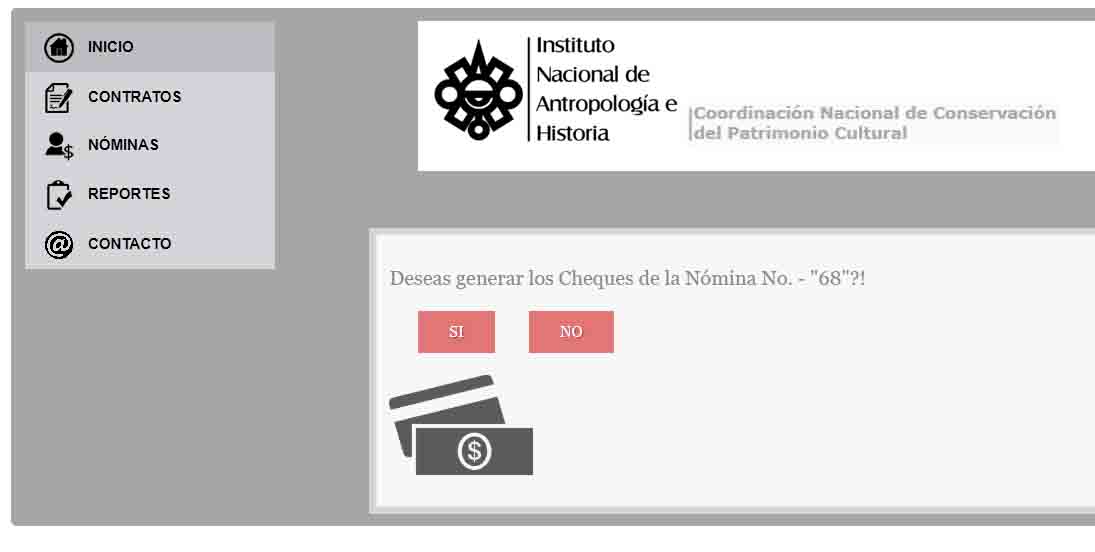 INICIO
CONTRATOS
NÓMINAS
REPORTES
CONTACTO
Instituto
Nacional de
Antropología e
Historia
Coordinación Nacional de Conservación
del Patrimonio Cultural
Deseas generar los Cheques de la Nómina No. - "68"?!
SI NO
$